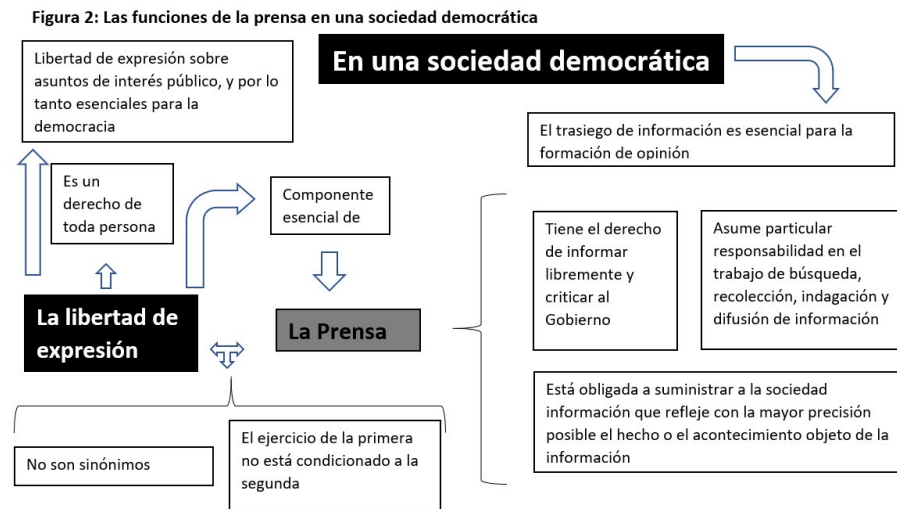 Figura 2: Las funciones de la prensa en una sociedad democrática
Libertad de expresión sobre
asuntos de interés público, y por lo
tanto esenciales para la
democracia
En una sociedad democrática
El trasiego de información es esencial para la
formación de opinión
Es un
derecho de
toda persona
Componente
esencial de
Tiene el derecho
de informar
libremente y
criticar al
Gobierno
Asume particular
responsabilidad en el
trabajo de búsqueda,
recolección, indagación y
difusión de información
La libertad de
expresión
La Prensa
Está obligada a suministrar a la sociedad
información que refleje con la mayor precisión
posible el hecho o el acontecimiento objeto de la
información
No son sinónimos
El ejercicio de la primera
no está condicionado a la
segunda